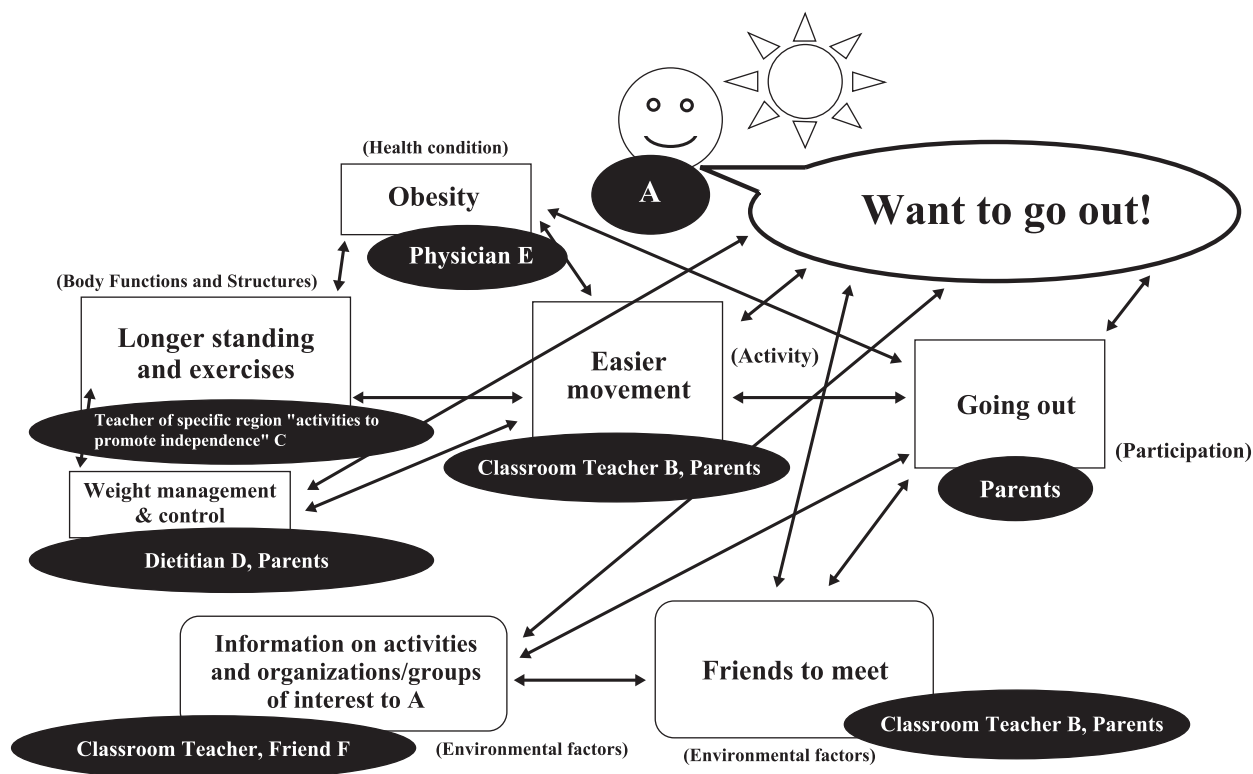 (Health condition)
Obesity
Physician E
A
Want to go out!
(Body Functions and Structures)
Longer standing
and exercises
Teacher of specific region "activities to
promote independence" C
Easier
movement
(Activity)
Classroom Teacher B, Parents
Going out
(Participation)
Parents
Weight management
& control
Dietitian D, Parents
Information on activities
and organizations/groups
of interest to A
Classroom Teacher, Friend F
(Environmental factors)
Friends to meet
Classroom Teacher B, Parents
(Environmental factors)